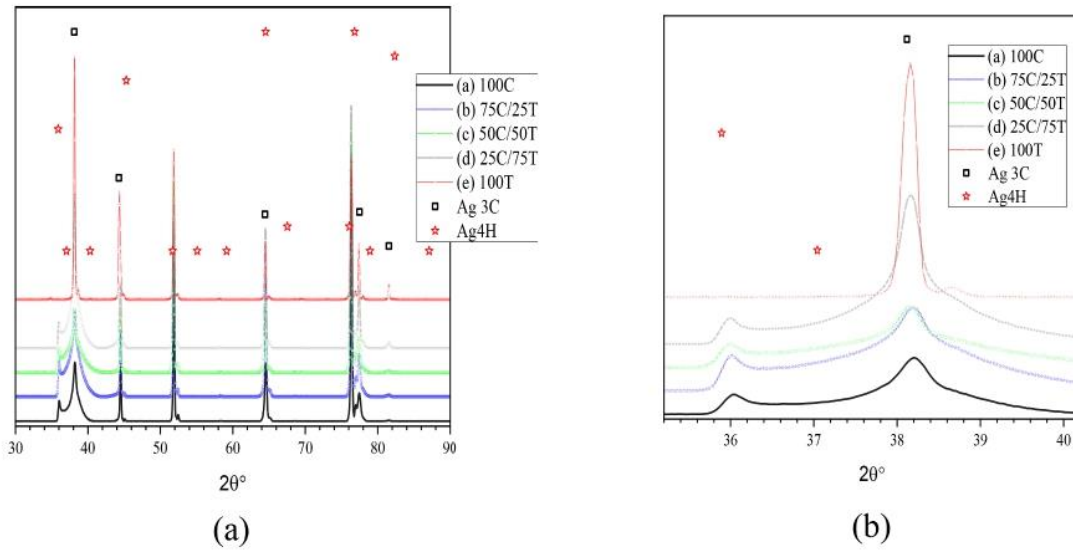 (a) 100C
(b) 75C/25T
(c) 50C/50T
(d) 25C/75T
(e) 100T
Ag 3C
Ag4H
30 40 50 60 70 80 90
2θ°
(a)
(a) 100C
(b) 75C/25T
(c) 50C/50T
(d) 25C/75T
(e) 100T
Ag 3C
Ag4H
36 37 38 39 40
2θ°
(b)